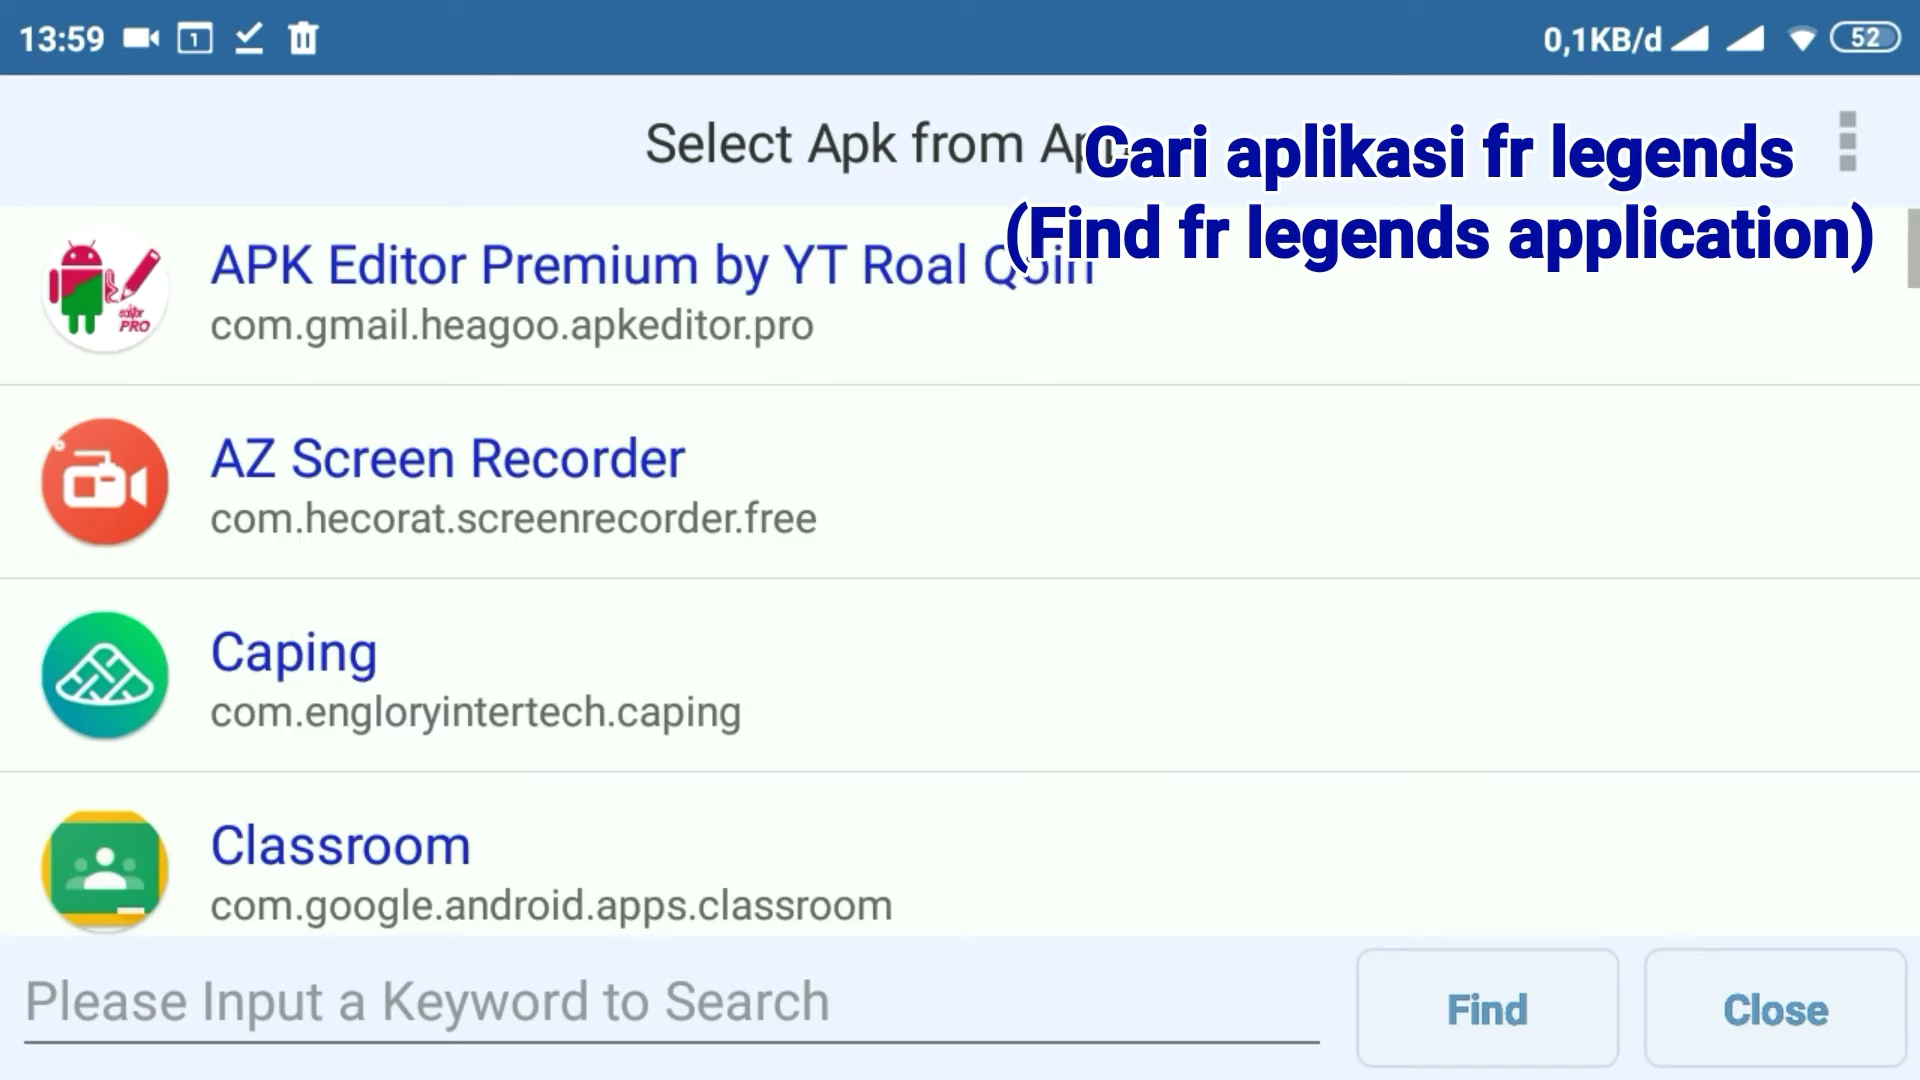 13:59
0,1KB/d
52
Select Apk from
Cari aplikasi fr legends
(Find fr legends application)
APK Editor Premium by YT Roal
com.gmail.heagoo.apkeditor.pro
editor
PRO
AZ Screen Recorder
com.hecorat.screenrecorder.free
Caping
com.engloryintertech.caping
Classroom
com.google.android.apps.classroom
Please Input a Keyword to Search
Find
Close